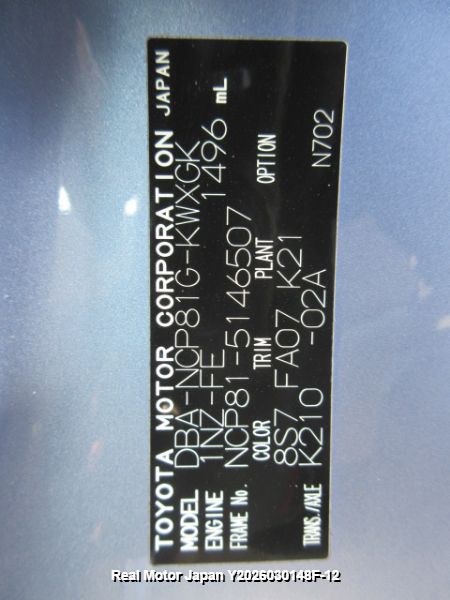 TOYOTA MOTOR CORPORATION JAPAN
MODEL DBA-NCP81G-KWXGK
ENGINE 1NZ-FE 1496 mL
FRAME No. NCP81-5146507
COLOR TRIM PLANT OPTION
8S7 FA07 K21
TRANS./AXLE K210 -02A N702
Real Motor Japan Y2026030148F-12